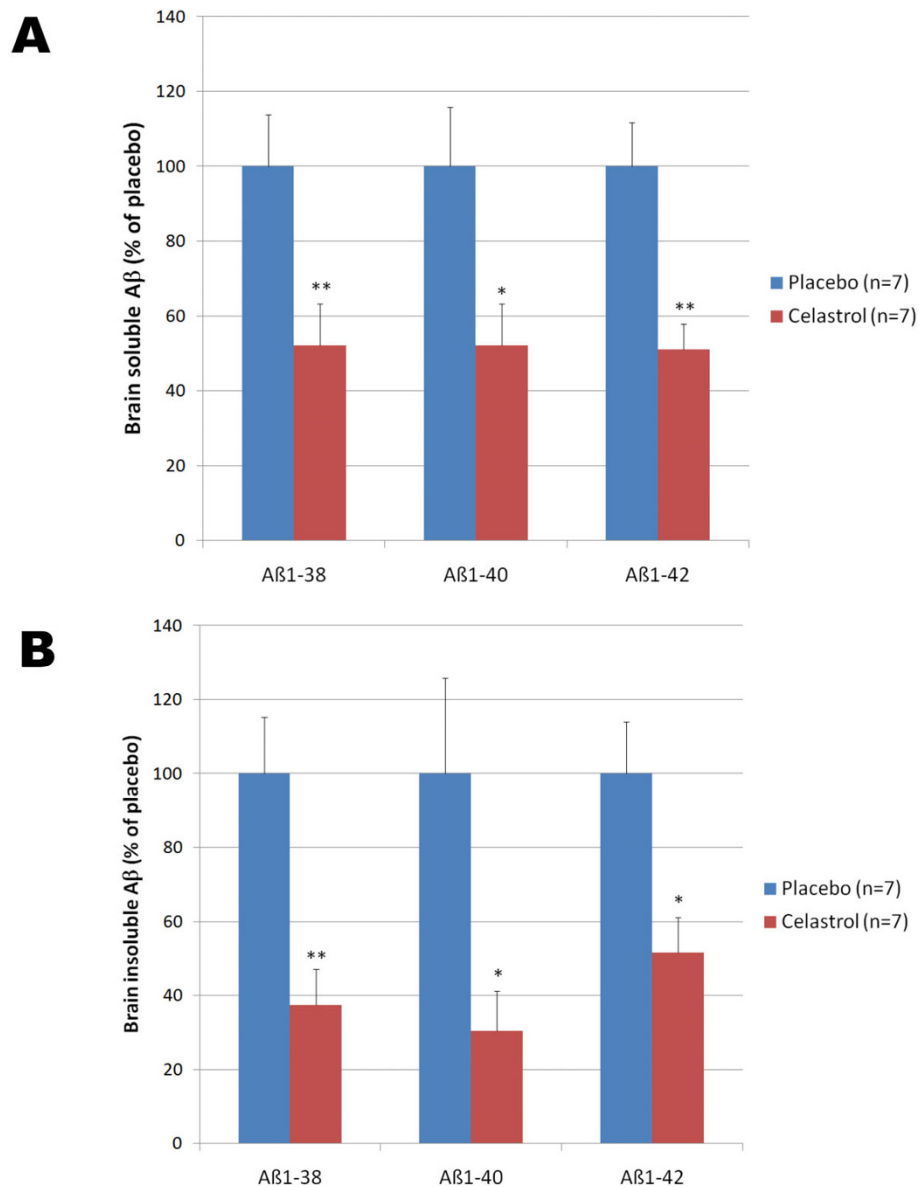 A
Brain soluble Aβ (% of placebo)
140
120
100
80
60
40
20
0
**
*
**
Aß1-38
Aß1-40
Aß1-42
Placebo (n=7)
Celastrol (n=7)
B
Brain insoluble Aβ (% of placebo)
140
120
100
80
60
40
20
0
**
*
*
Aß1-38
Aß1-40
Aß1-42
Placebo (n=7)
Celastrol (n=7)